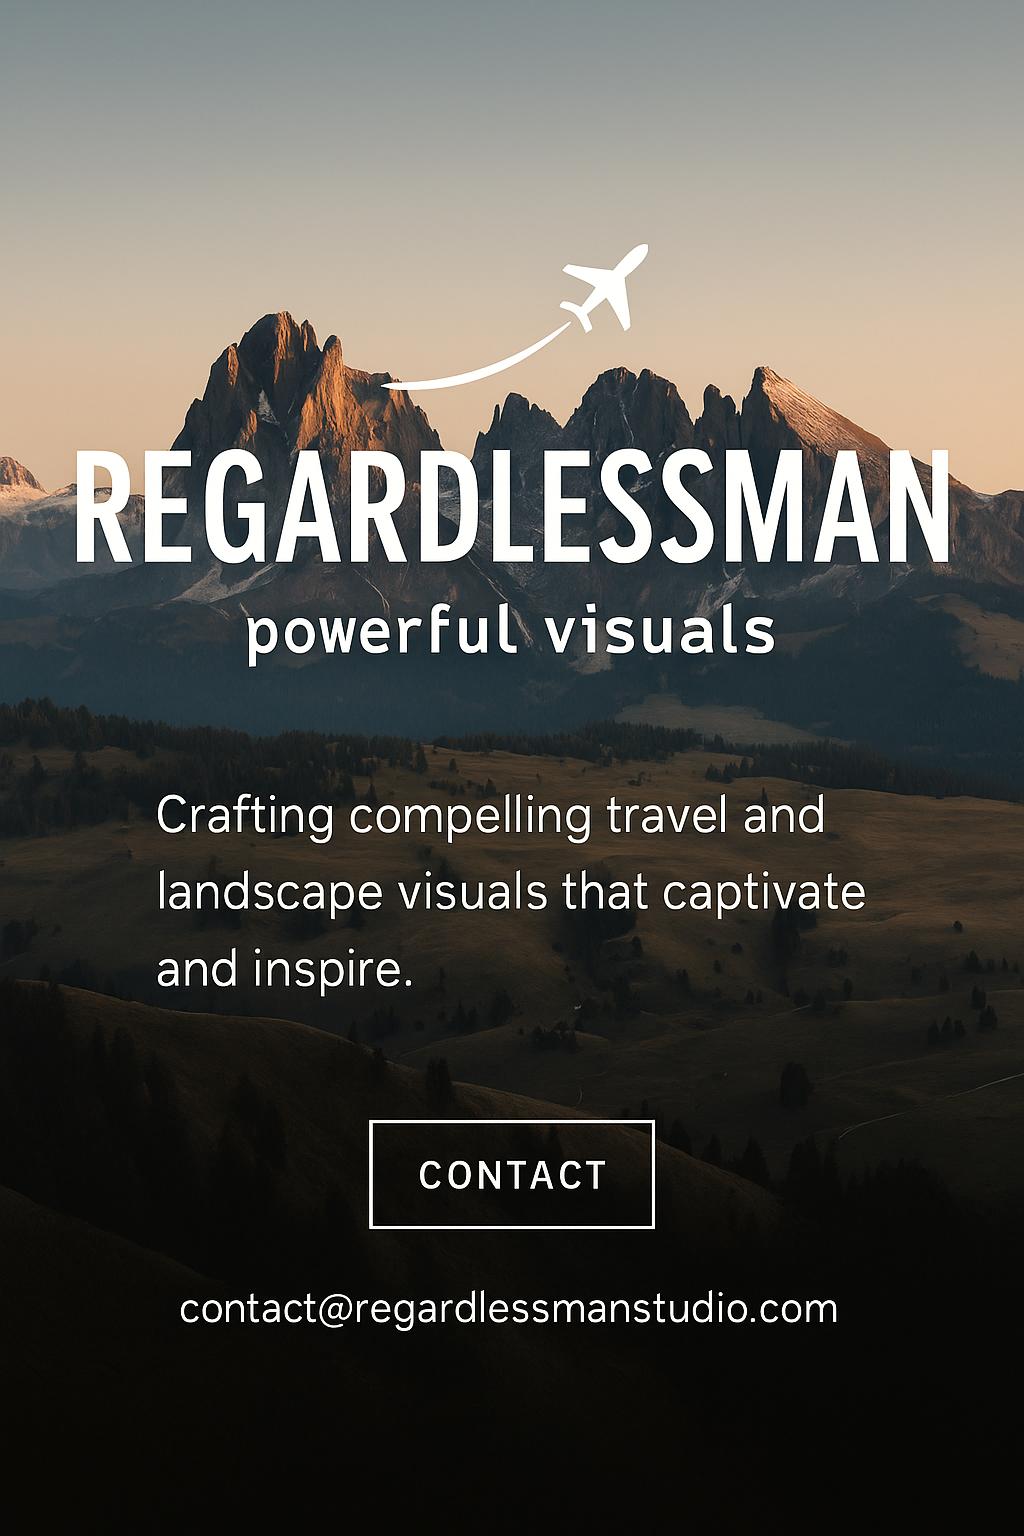 REGARDLESSMAN
powerful visuals
Crafting compelling travel and
landscape visuals that captivate
and inspire.
CONTACT
contact@regardlessmanstudio.com